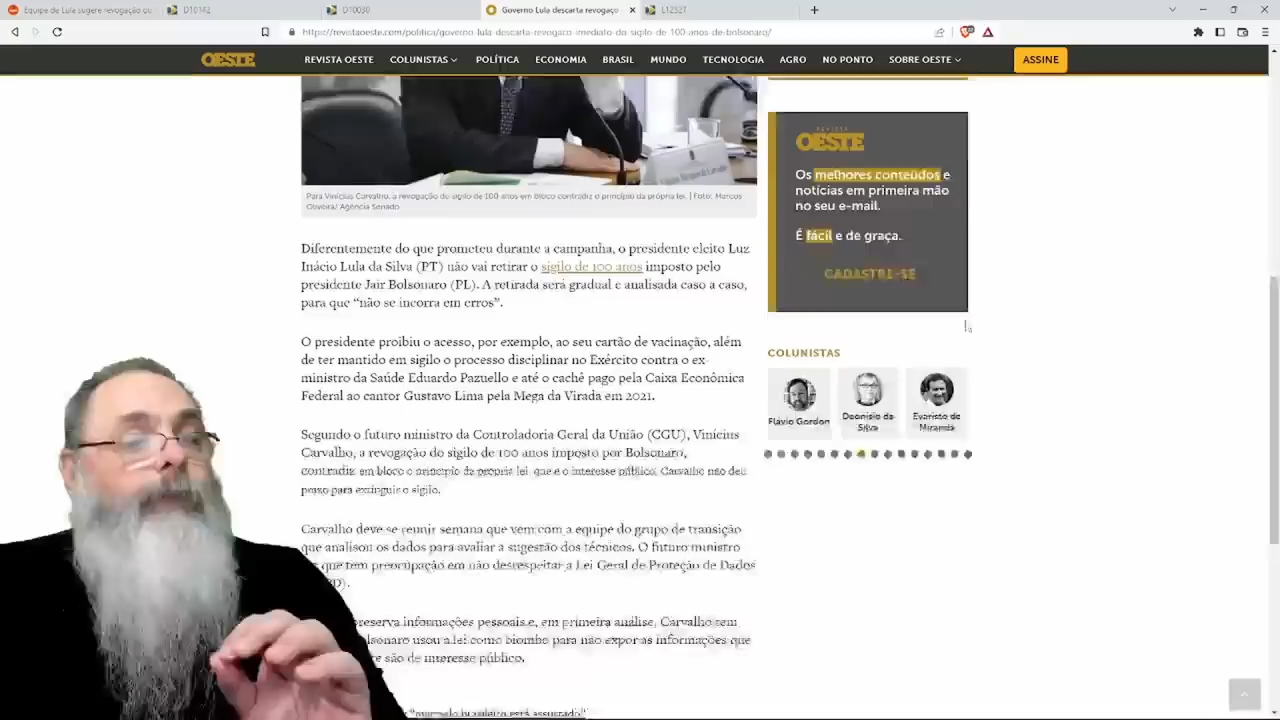 Equipe de Lula sugere revogação ou
D10142
D10030
Governo Lula descarta revogaço
L12527
https://revistaoeste.com/politica/governo-lula-descarta-revogaco-imediato-do-sigilo-de-100-anos-de-bolsonaro/
OESTE
REVISTA OESTE
COLUNISTAS
POLÍTICA
ECONOMIA
BRASIL
MUNDO
TECNOLOGIA
AGRO
NO PONTO
SOBRE OESTE
ASSINE
Para Vinícius Carvalho, a revogação do sigilo de 100 anos em bloco contradiz o princípio da própria lei. | Foto: Marcos
Oliveira/ Agência Senado
Diferentemente do que prometeu durante a campanha, o presidente eleito Luz
Inácio Lula da Silva (PT) não vai retirar o sigilo de 100 anos imposto pelo
presidente Jair Bolsonaro (PL). A retirada será gradual e analisada caso a caso,
para que “não se incorra em erros”.
O presidente proibiu o acesso, por exemplo, ao seu cartão de vacinação, além
de ter mantido em sigilo o processo disciplinar no Exército contra o ex-
ministro da Saúde Eduardo Pazuello e até o cachê pago pela Caixa Econômica
Federal ao cantor Gustavo Lima pela Mega da Virada em 2021.
Segundo o futuro ministro da Controladoria Geral da União (CGU), Vinícius
Carvalho, a revogação do sigilo de 100 anos imposto por Bolsonaro,
contradiz em bloco o princípio da própria lei, que é o interesse público. Carvalho não deu
prazo para extinguir o sigilo.
Carvalho deve se reunir semana que vem com a equipe do grupo de transição
que analisou os dados para avaliar a sugestão dos técnicos. O futuro ministro
que tem preocupação em não desrespeitar a Lei Geral de Proteção de Dados
D).
preserva informações pessoais e, em primeira análise, Carvalho tem
olsonaro usou a lei como biombo para não expor as informações que
são de interesse público.
REVISTA
OESTE
Os melhores conteúdos e
notícias em primeira mão
no seu e-mail.
É fácil e de graça.
CADASTRE-SE
COLUNISTAS
Flávio Gordon
Deonísio da
Silva
Evaristo de
Miranda